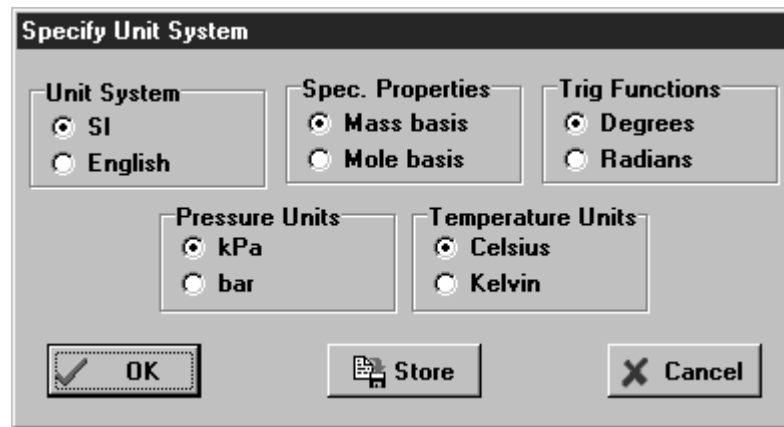 Specify Unit System
Unit System
SI
English
Spec. Properties
Mass basis
Mole basis
Trig Functions
Degrees
Radians
Pressure Units
kPa
bar
Temperature Units
Celsius
Kelvin
OK
Store
Cancel